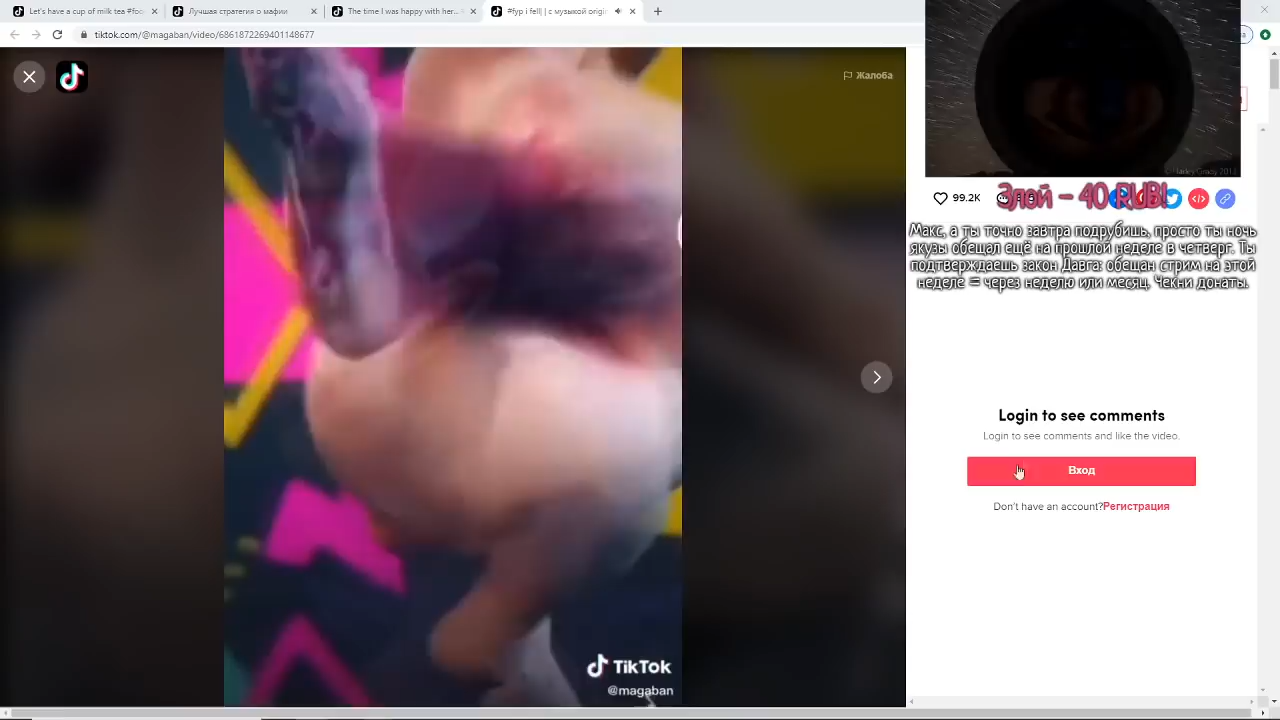 Let's have a cup of milk tea #foo
Лучшая стратегия о мафии
The time I was happy with her...
#fyp i fell| с музыкой origi
tiktok.com/@magaban/video/6861872269401148677
Жалоба
© Harley Grady 2012
99.2K
Злой – 40 RUB!
Макс, а ты точно завтра подрубишь, просто ты ночь
якузы обещал ещё на прошлой неделе в четверг. Ты
подтверждаешь закон Давга: обещан стрим на этой
неделе = через неделю или месяц. Чекни донаты.
Login to see comments
Login to see comments and like the video.
Вход
Don't have an account?Регистрация
TikTok
@magaban